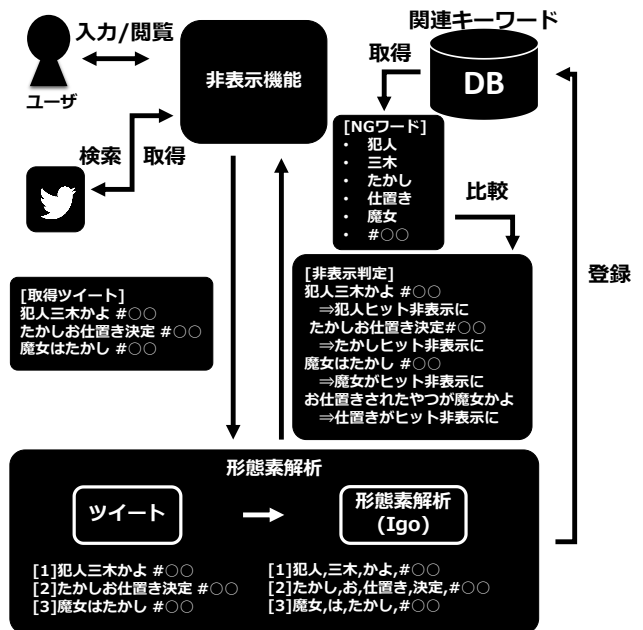 入力/閲覧
ユーザ
非表示機能
関連キーワード
取得
DB
検索
取得
[NGワード]
・ 犯人
・ 三木
・ たかし
・ 仕置き
・ 魔女
・ #○○
比較
登録
[取得ツイート]
犯人三木かよ #○○
たかしお仕置き決定 #○○
魔女はたかし #○○
[非表示判定]
犯人三木かよ #○○
⇒犯人ヒット非表示に
たかしお仕置き決定#○○
⇒たかしヒット非表示に
魔女はたかし #○○
⇒魔女がヒット非表示に
お仕置きされたやつが魔女かよ
⇒仕置きがヒット非表示に
形態素解析
ツイート
形態素解析
(Igo)
[1]犯人三木かよ #○○
[2]たかしお仕置き決定 #○○
[3]魔女はたかし #○○
[1]犯人,三木,かよ,#○○
[2]たかし,お,仕置き,決定,#○○
[3]魔女,は,たかし,#○○